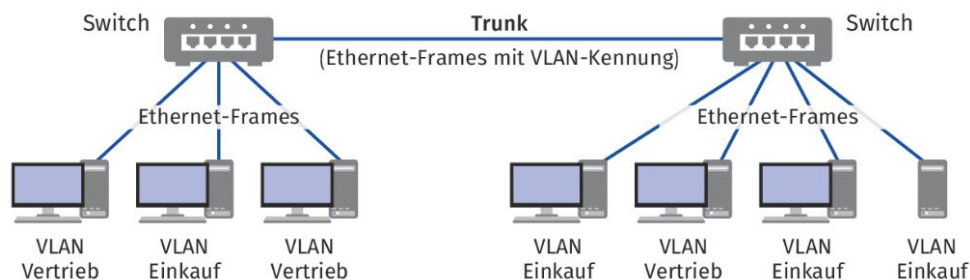 Switch
Trunk
(Ethernet-Frames mit VLAN-Kennung)
Switch
Ethernet-Frames
Ethernet-Frames
VLAN
Vertrieb
VLAN
Einkauf
VLAN
Vertrieb
VLAN
Einkauf
VLAN
Vertrieb
VLAN
Einkauf
VLAN
Einkauf